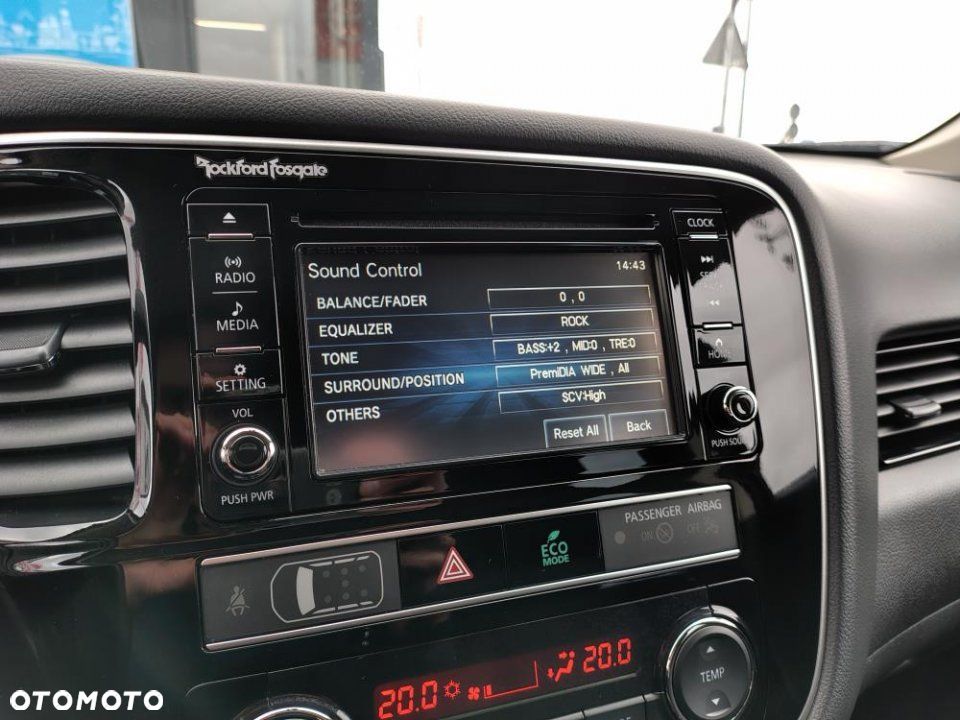 Rockford Fosgate
CLOCK
RADIO
MEDIA
SETTING
VOL
PUSH PWR
Sound Control 14:43
BALANCE/FADER 0 , 0
EQUALIZER ROCK
TONE BASS:+2 , MID:0 , TRE:0
SURROUND/POSITION PremiDIA WIDE , All
OTHERS SCV:High
Reset All Back
PUSH
PASSENGER AIRBAG
ON OFF
ECO
MODE
20.0 20.0
TEMP
OTOMOTO